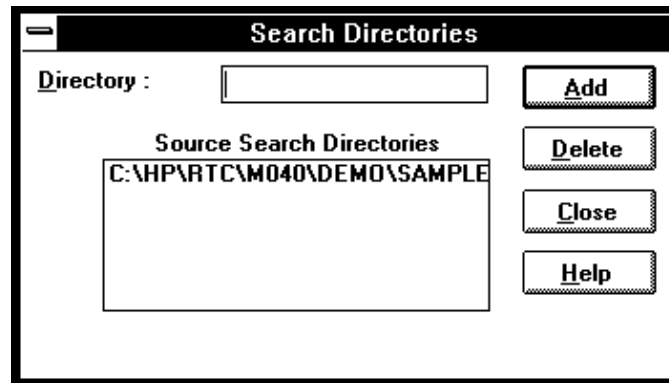 Search Directories
Directory :
Add
Source Search Directories
Delete
C:\HP\RTC\M040\DEMO\SAMPLE
Close
Help